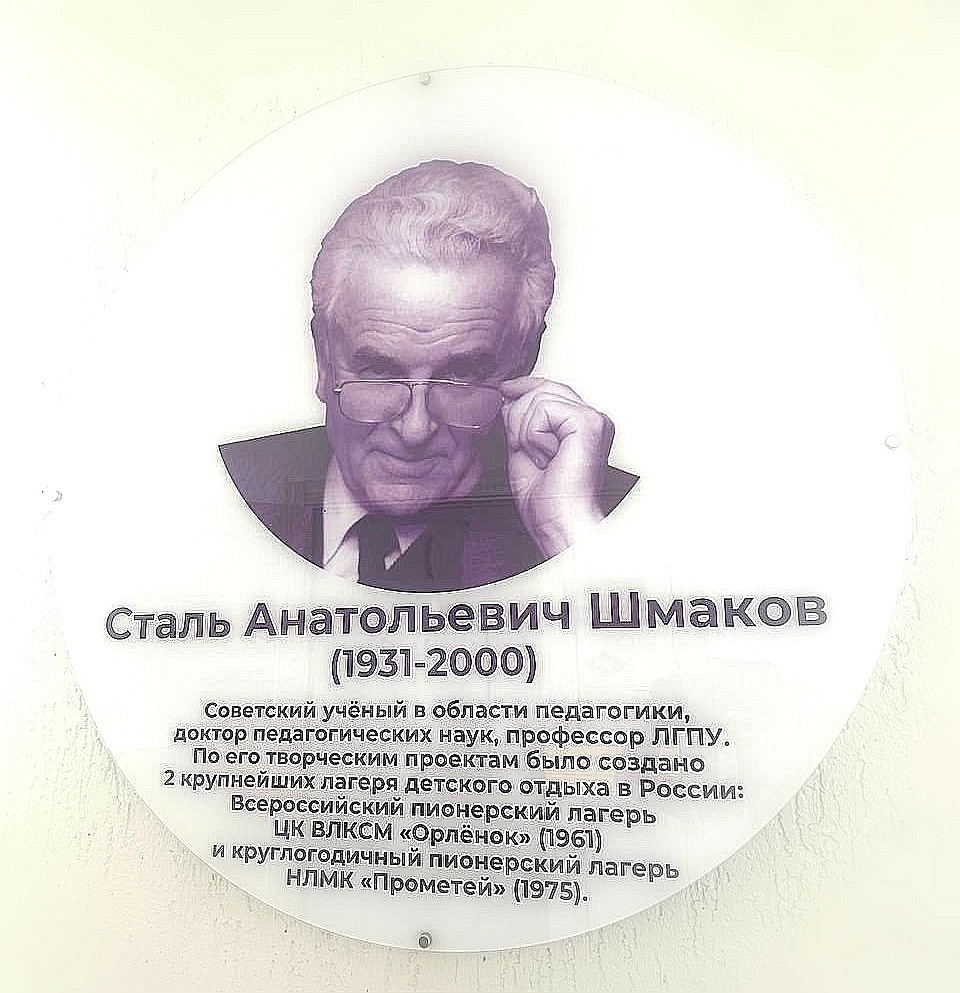 Сталь Анатольевич Шмаков
(1931-2000)
Советский учёный в области педагогики,
доктор педагогических наук, профессор ЛГПУ.
По его творческим проектам было создано
2 крупнейших лагеря детского отдыха в России:
Всероссийский пионерский лагерь
ЦК ВЛКСМ «Орлёнок» (1961)
и круглогодичный пионерский лагерь
НЛМК «Прометей» (1975).